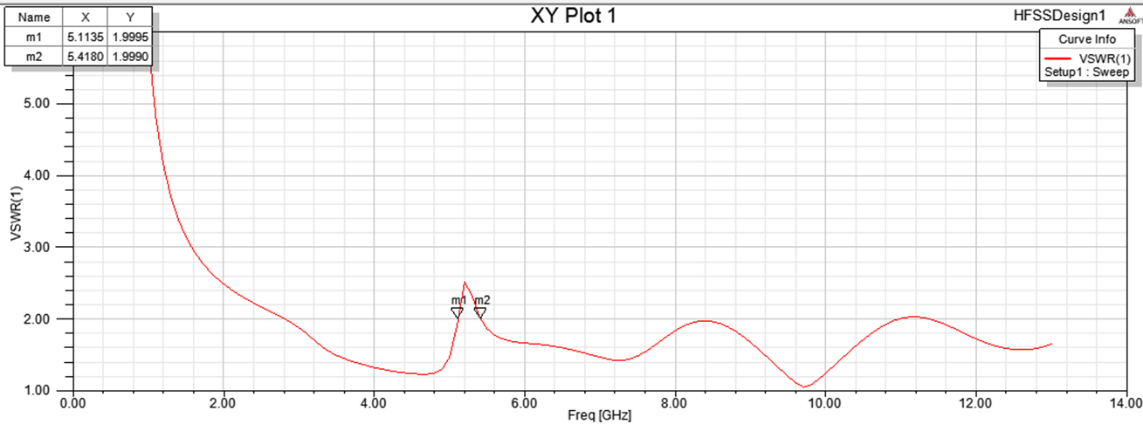 XY Plot 1
HFSSDesign1
ANSOFT
Name X Y
m1 5.1135 1.9995
m2 5.4180 1.9990
Curve Info
VSWR(1)
Setup1 : Sweep
5.00
4.00
3.00
2.00
1.00
VSWR(1)
m1 m2
0.00 2.00 4.00 6.00 8.00 10.00 12.00 14.00
Freq [GHz]